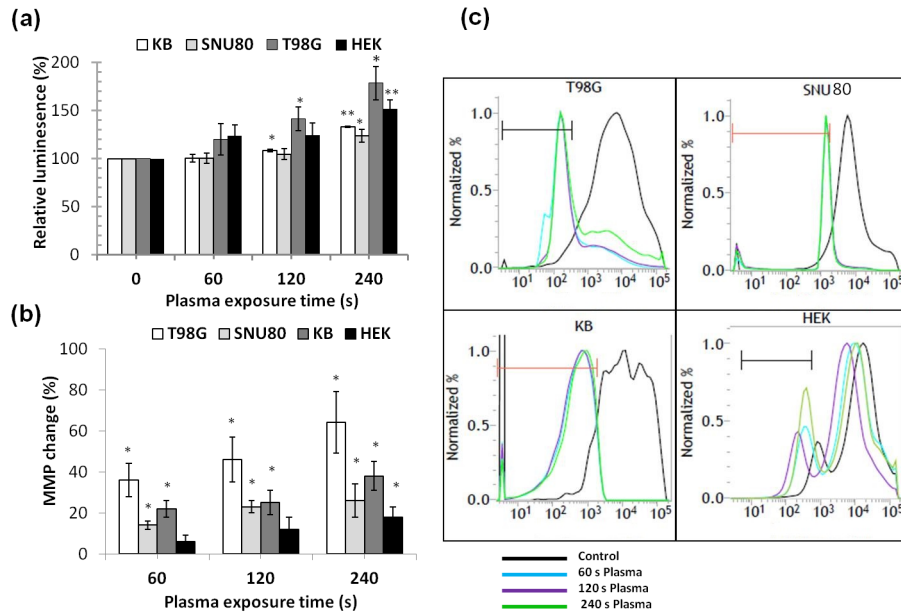 (a)
KB SNU80 T98G HEK
Relative luminesence (%)
200
150
100
50
0
* * ** * * **
0 60 120 240
Plasma exposure time (s)
(b)
T98G SNU80 KB HEK
MMP change (%)
100
80
60
40
20
0
* * * * * * * * * *
60 120 240
Plasma exposure time (s)
(c)
T98G
Normalized %
1.0
0.5
0.0
10¹ 10² 10³ 10⁴ 10⁵
SNU80
Normalized %
1.0
0.5
0.0
10¹ 10² 10³ 10⁴ 10⁵
KB
Normalized %
1.0
0.5
0.0
10¹ 10² 10³ 10⁴ 10⁵
HEK
Normalized %
1.0
0.5
0.0
10¹ 10² 10³ 10⁴ 10⁵
Control
60 s Plasma
120 s Plasma
240 s Plasma